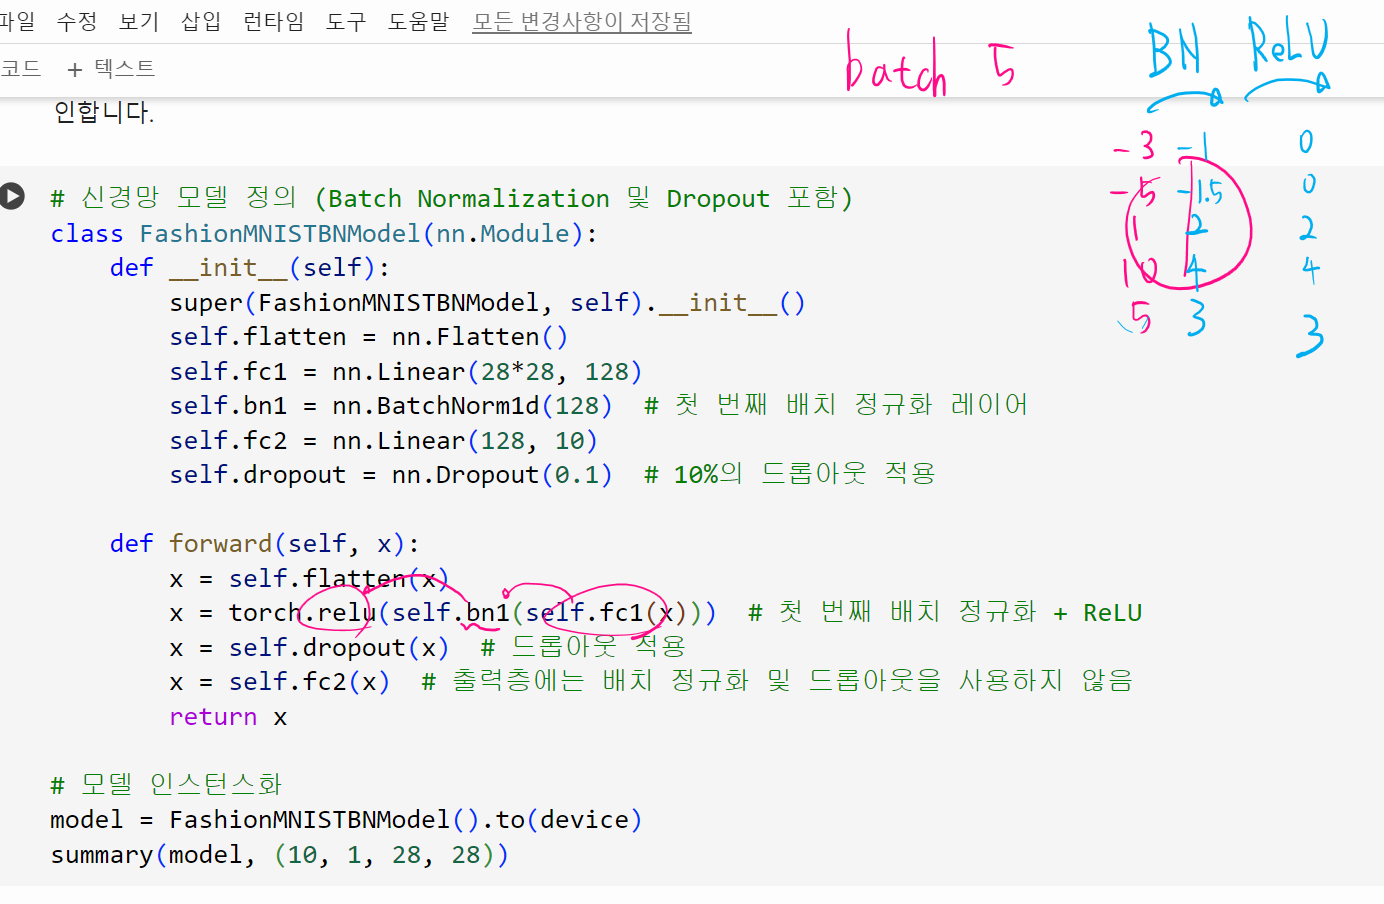 파일 수정 보기 삽입 런타임 도구 도움말 모든 변경사항이 저장됨
코드 + 텍스트
batch 5
BN ReLU
인합니다.
-3 -1 0
-5 -1.5 0
1 2 2
10 4 4
5 3 3
# 신경망 모델 정의 (Batch Normalization 및 Dropout 포함)
class FashionMNISTBNModel(nn.Module):
    def __init__(self):
        super(FashionMNISTBNModel, self).__init__()
        self.flatten = nn.Flatten()
        self.fc1 = nn.Linear(28*28, 128)
        self.bn1 = nn.BatchNorm1d(128)  # 첫 번째 배치 정규화 레이어
        self.fc2 = nn.Linear(128, 10)
        self.dropout = nn.Dropout(0.1)  # 10%의 드롭아웃 적용
    def forward(self, x):
        x = self.flatten(x)
        x = torch.relu(self.bn1(self.fc1(x)))  # 첫 번째 배치 정규화 + ReLU
        x = self.dropout(x)  # 드롭아웃 적용
        x = self.fc2(x)  # 출력층에는 배치 정규화 및 드롭아웃을 사용하지 않음
        return x
# 모델 인스턴스화
model = FashionMNISTBNModel().to(device)
summary(model, (10, 1, 28, 28))